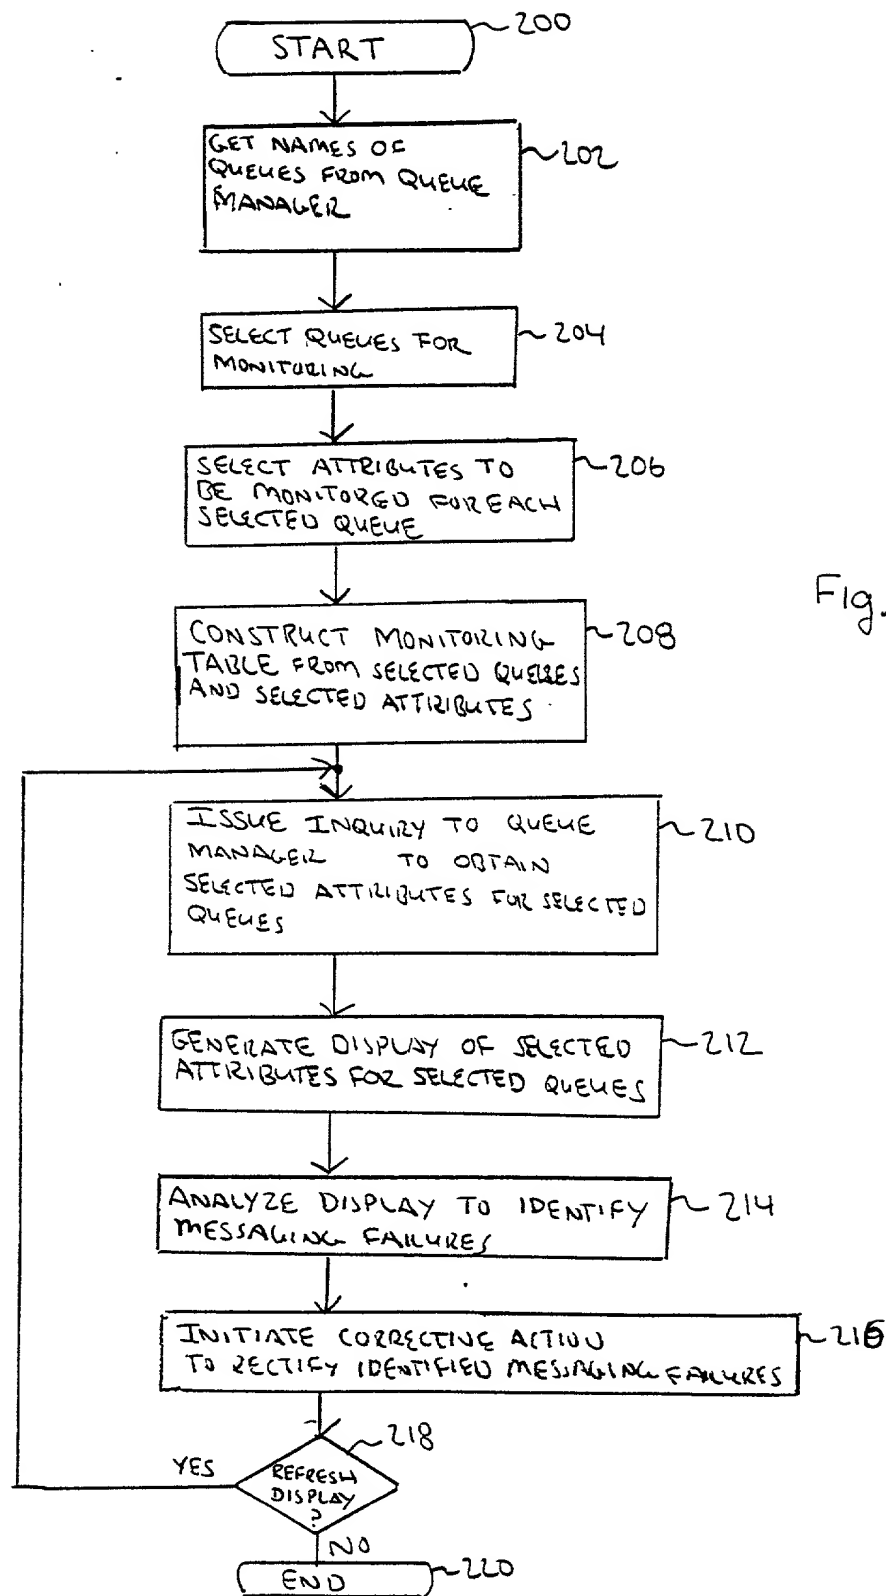 START
200
GET NAMES OF
QUEUES FROM QUEUE
MANAGER
202
SELECT QUEUES FOR
MONITORING
204
SELECT ATTRIBUTES TO
BE MONITORED FOR EACH
SELECTED QUEUE
206
Fig.
CONSTRUCT MONITORING
TABLE FROM SELECTED QUEUES
AND SELECTED ATTRIBUTES
208
ISSUE INQUIRY TO QUEUE
MANAGER TO OBTAIN
SELECTED ATTRIBUTES FOR SELECTED
QUEUES
210
GENERATE DISPLAY OF SELECTED
ATTRIBUTES FOR SELECTED QUEUES
212
ANALYZE DISPLAY TO IDENTIFY
MESSAGING FAILURES
214
INITIATE CORRECTIVE ACTION
TO RECTIFY IDENTIFIED MESSAGING FAILURES
216
218
YES
REFRESH
DISPLAY
?
NO
END
220